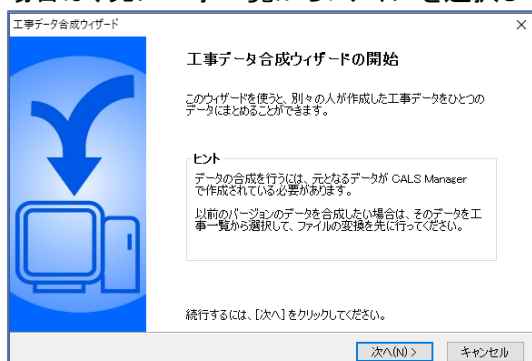 工事データ合成ウィザード
工事データ合成ウィザードの開始
このウィザードを使うと、別々の人が作成した工事データをひとつの
データにまとめることができます。
ヒント
データの合成を行うには、元となるデータが CALS Manager
で作成されている必要があります。
以前のバージョンのデータを合成したい場合は、そのデータを工
事一覧から選択して、ファイルの変換を先に行ってください。
続行するには、[次へ] をクリックしてください。
次へ(N) >
キャンセル